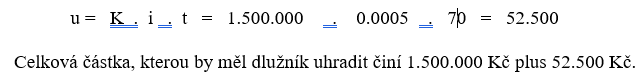 u = K . i . t = 1.500.000 . 0.0005 . 70 = 52.500
Celková částka, kterou by měl dlužník uhradit činí 1.500.000 Kč plus 52.500 Kč.